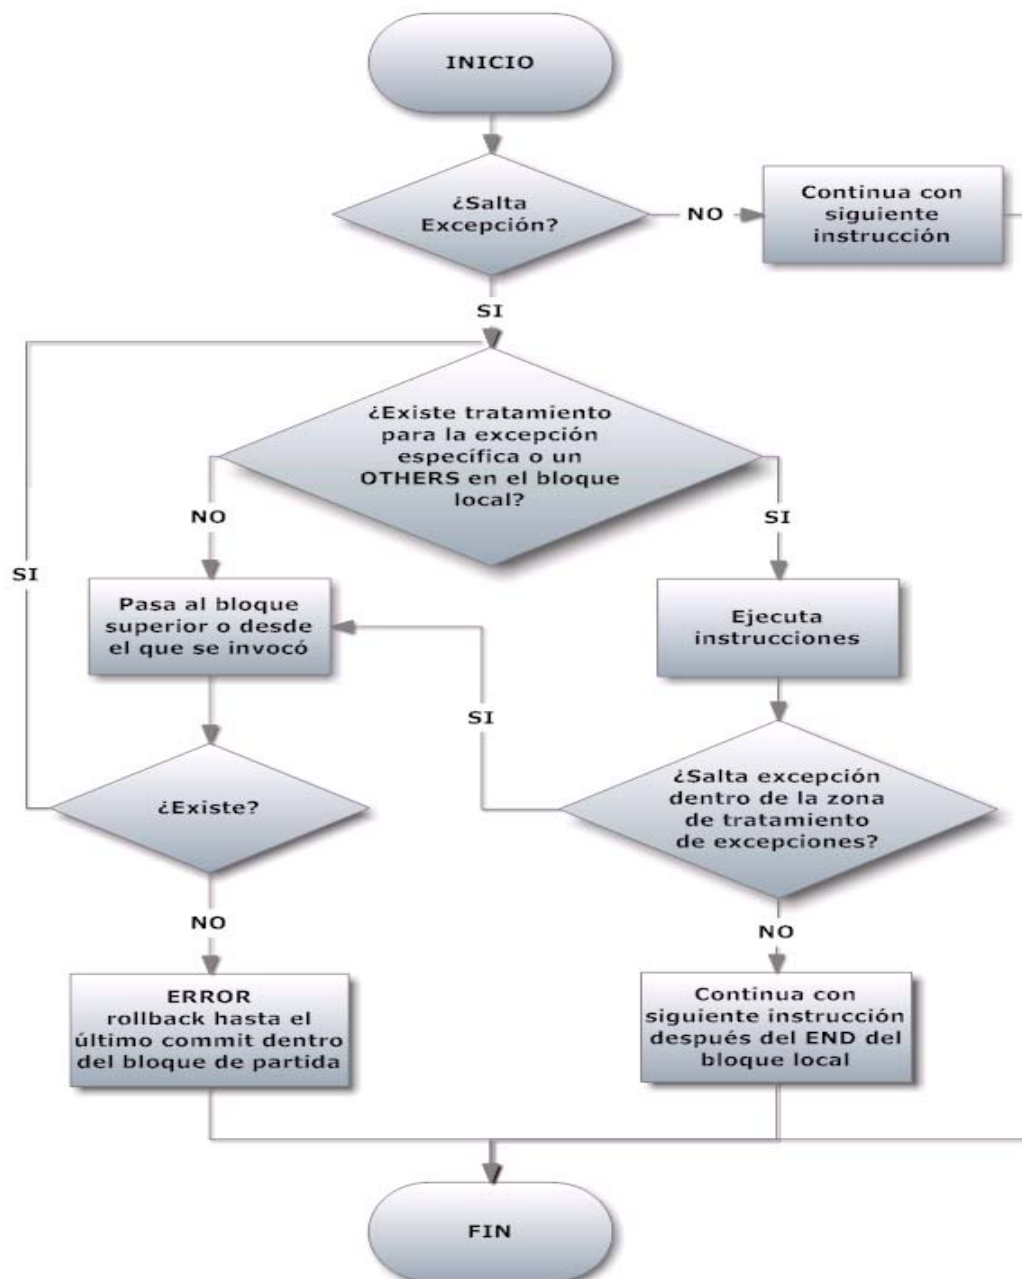 INICIO
¿Salta
Excepción?
NO
Continua con
siguiente
instrucción
SI
¿Existe tratamiento
para la excepción
específica o un
OTHERS en el bloque
local?
NO
SI
SI
Pasa al bloque
superior o desde
el que se invocó
Ejecuta
instrucciones
SI
¿Existe?
¿Salta excepción
dentro de la zona
de tratamiento
de excepciones?
NO
NO
ERROR
rollback hasta el
último commit dentro
del bloque de partida
Continua con
siguiente instrucción
después del END del
bloque local
FIN